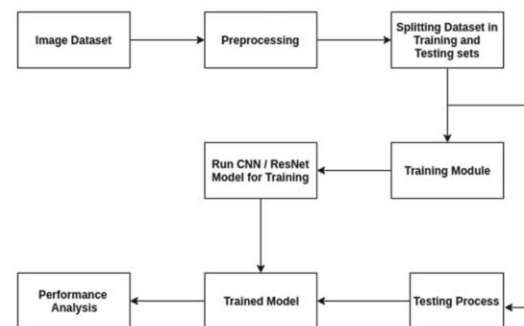 Image Dataset
Preprocessing
Splitting Dataset in
Training and
Testing sets
Run CNN / ResNet
Model for Training
Training Module
Performance
Analysis
Trained Model
Testing Process